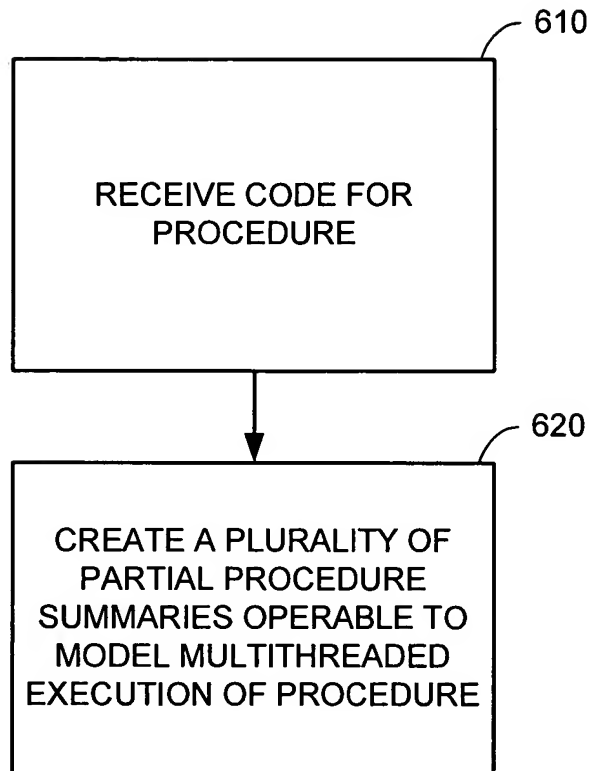 610
RECEIVE CODE FOR
PROCEDURE
620
CREATE A PLURALITY OF
PARTIAL PROCEDURE
SUMMARIES OPERABLE TO
MODEL MULTITHREADED
EXECUTION OF PROCEDURE